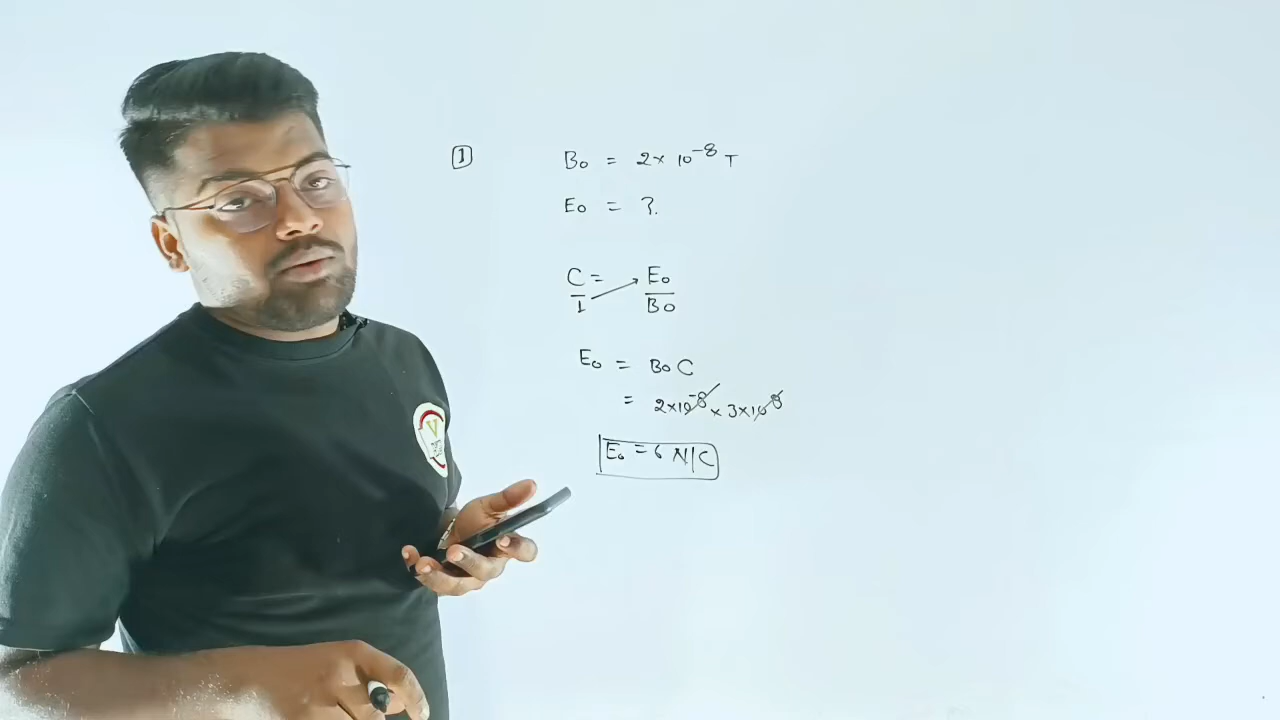 1 B₀ = 2× 10⁻⁸ T
E₀ = ?.
C/1 = E₀/B₀
E₀ = B₀ C
= 2×10⁻⁸ × 3×10⁸
E₀ = 6 N/C
V